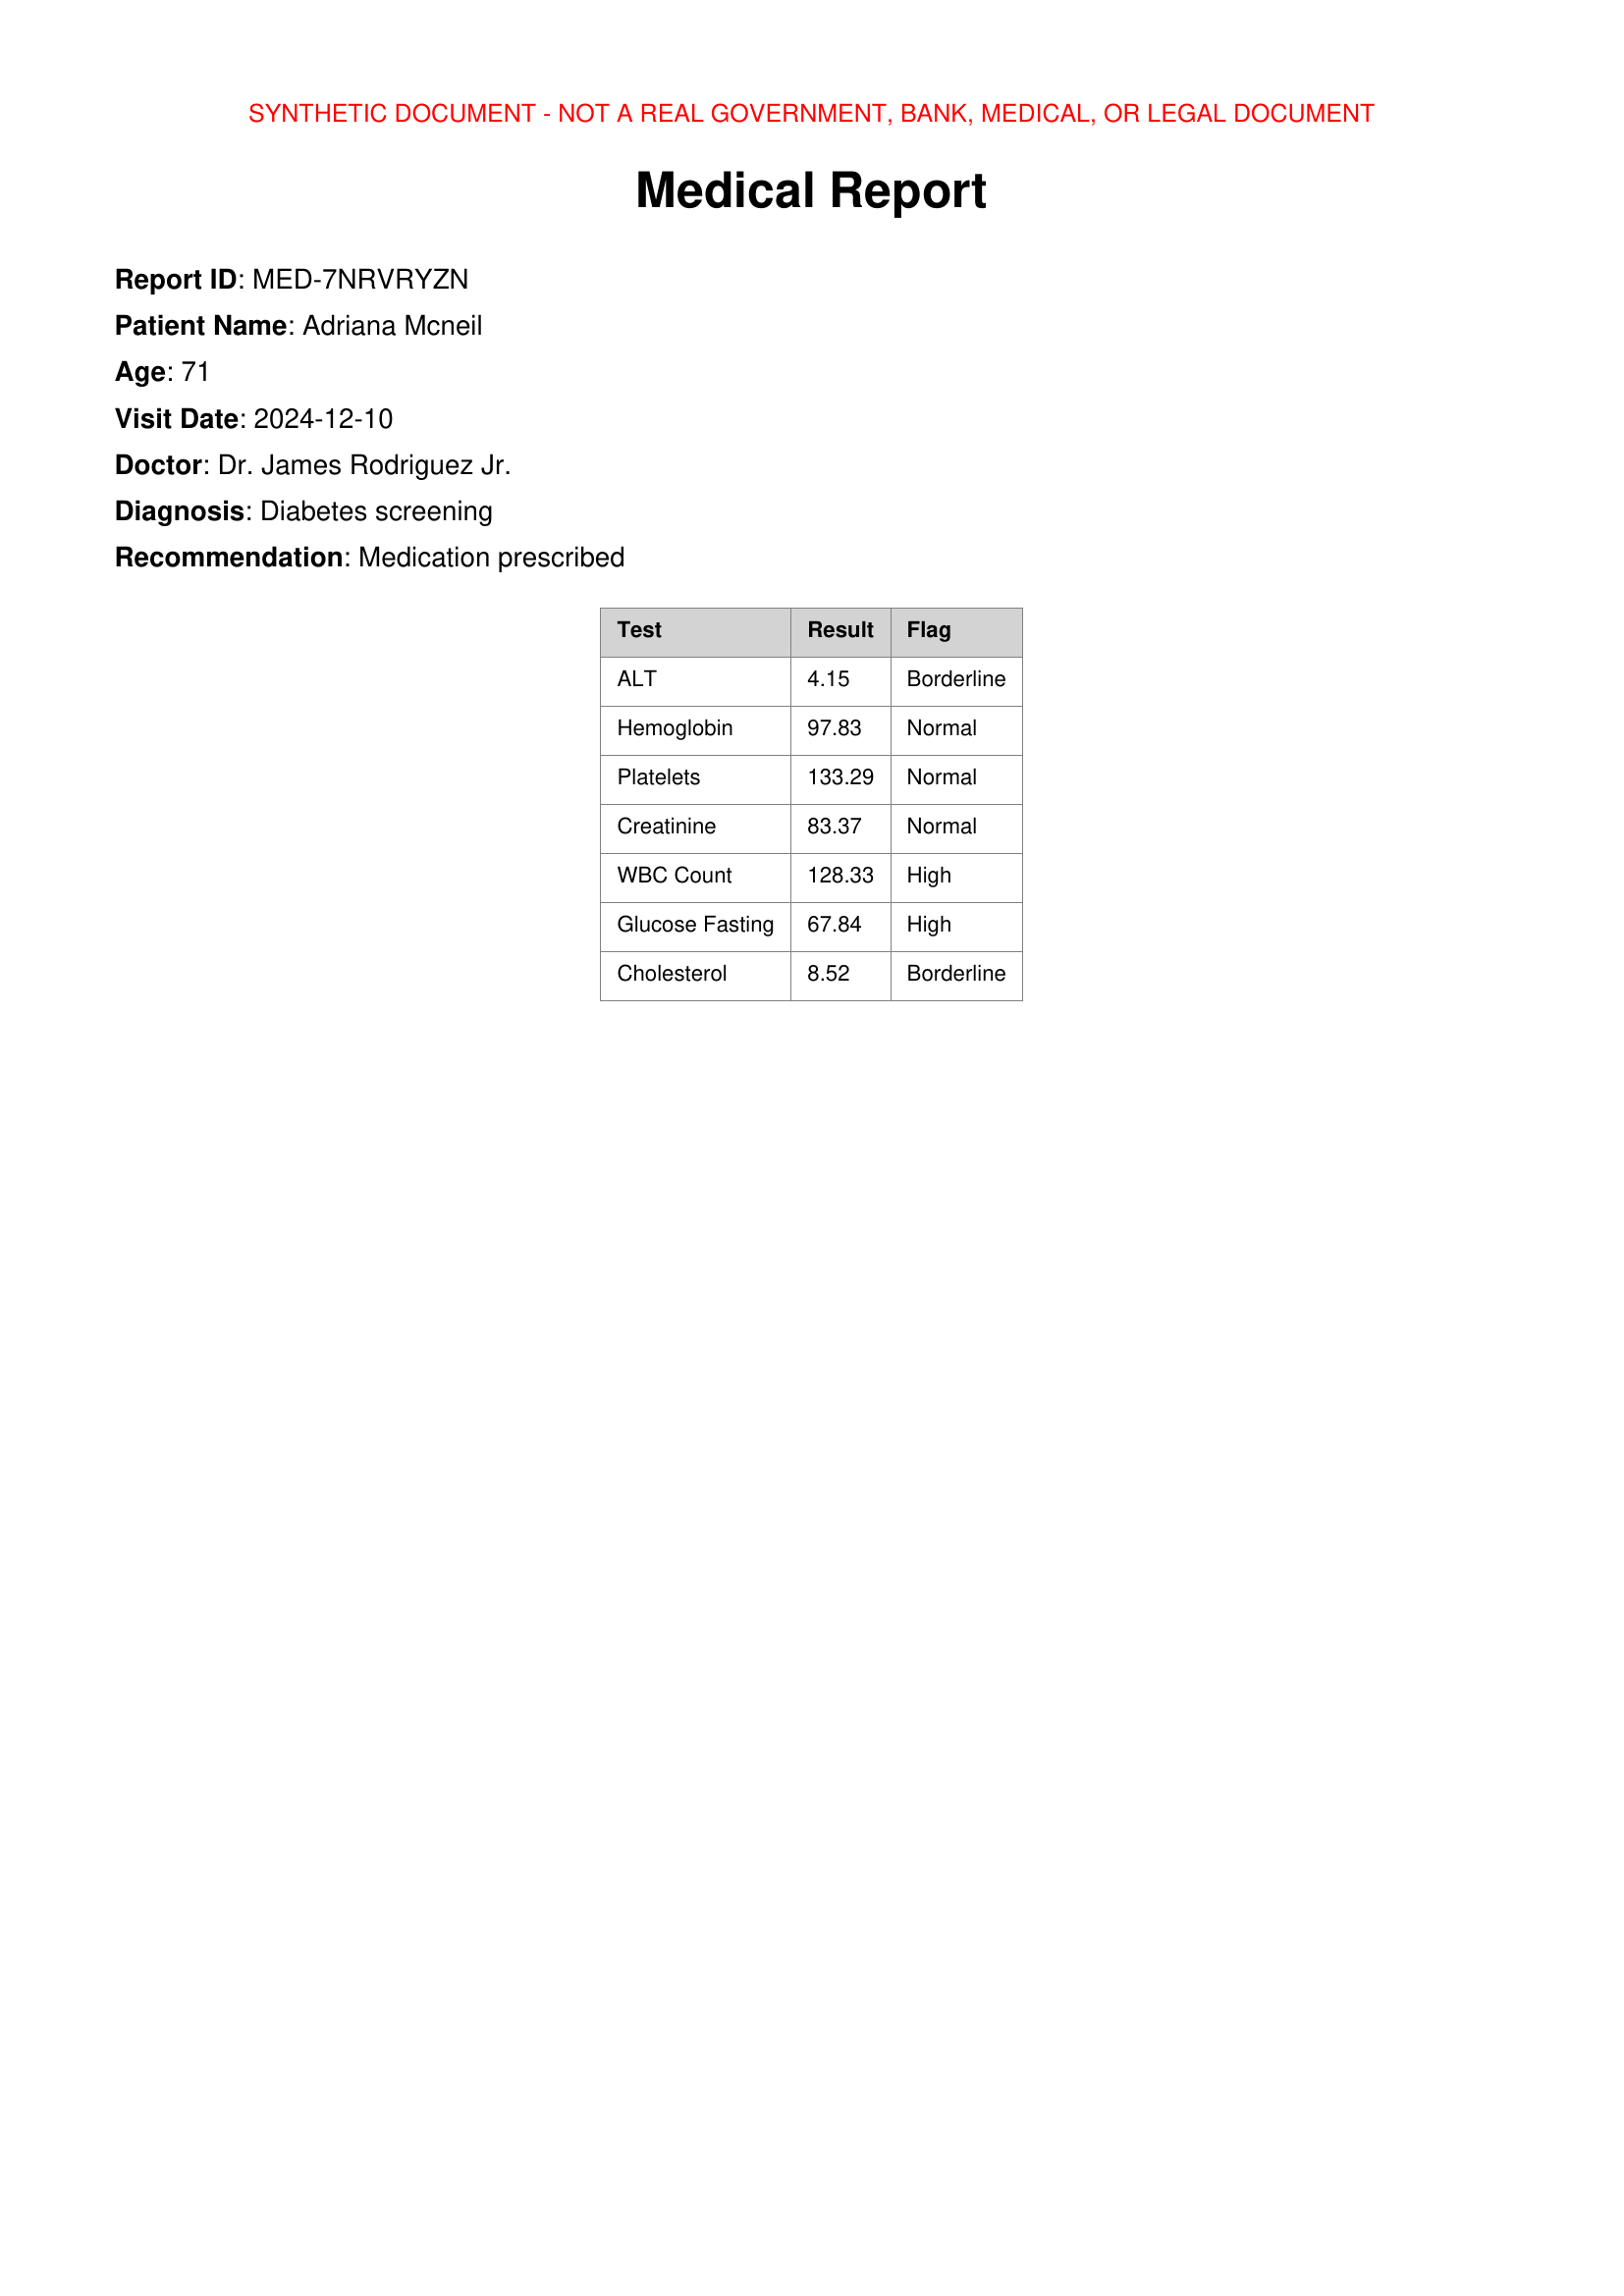 SYNTHETIC DOCUMENT - NOT A REAL GOVERNMENT, BANK, MEDICAL, OR LEGAL DOCUMENT
Medical Report
Report ID: MED-7NRVRYZN
Patient Name: Adriana Mcneil
Age: 71
Visit Date: 2024-12-10
Doctor: Dr. James Rodriguez Jr.
Diagnosis: Diabetes screening
Recommendation: Medication prescribed
Test Result Flag
ALT 4.15 Borderline
Hemoglobin 97.83 Normal
Platelets 133.29 Normal
Creatinine 83.37 Normal
WBC Count 128.33 High
Glucose Fasting 67.84 High
Cholesterol 8.52 Borderline